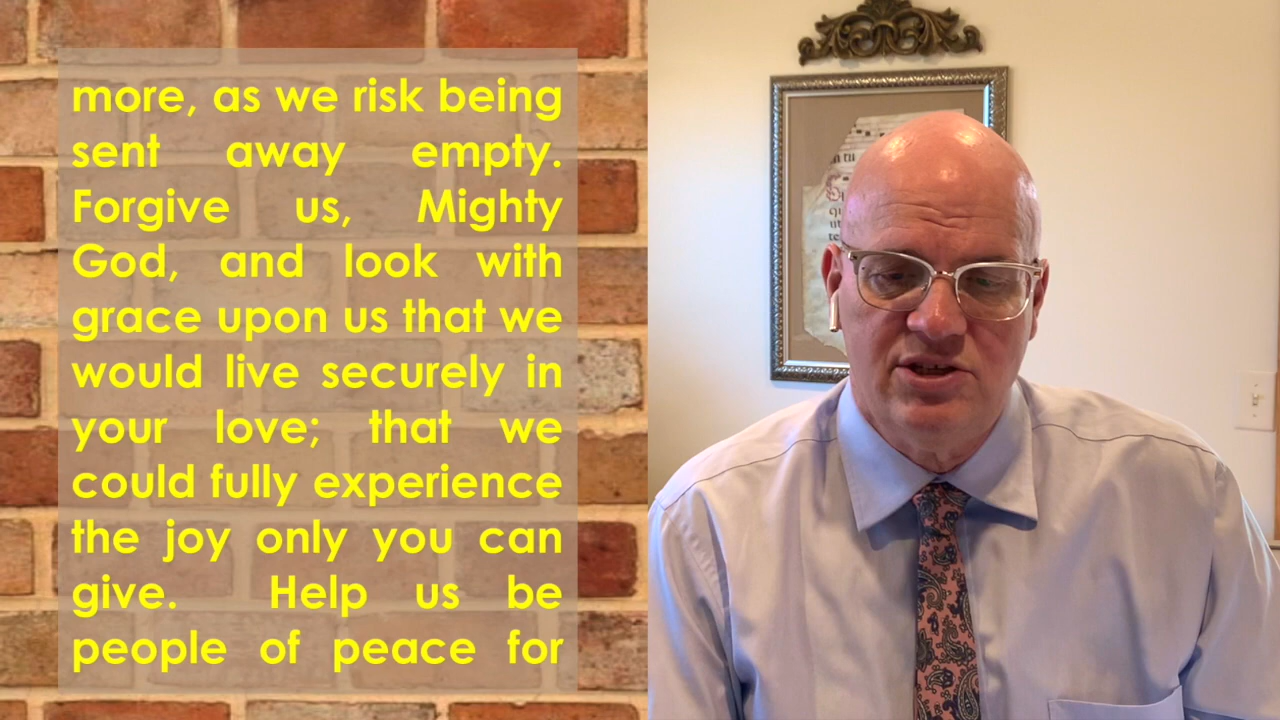 more, as we risk being
sent away empty.
Forgive us, Mighty
God, and look with
grace upon us that we
would live securely in
your love; that we
could fully experience
the joy only you can
give. Help us be
people of peace for